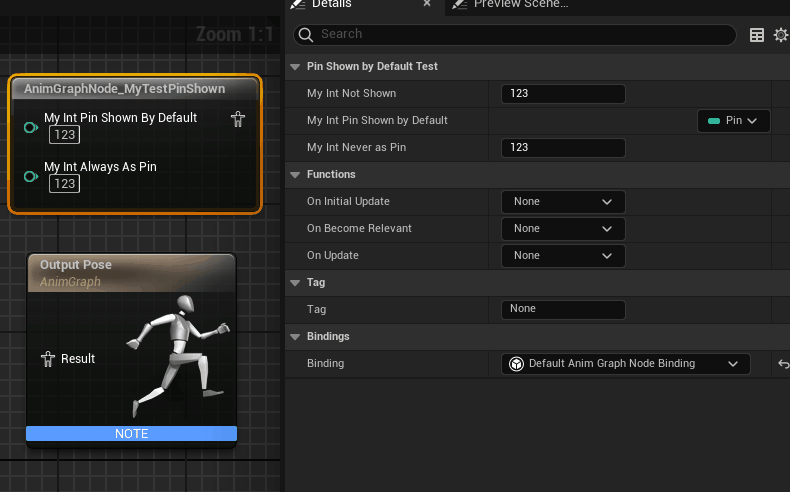 Details
Preview Scene...
Zoom 1:1
Search
AnimGraphNode_MyTestPinShown
My Int Pin Shown By Default
123
My Int Always As Pin
123
Output Pose
AnimGraph
Result
NOTE
Pin Shown by Default Test
My Int Not Shown 123
My Int Pin Shown by Default Pin
My Int Never as Pin 123
Functions
On Initial Update None
On Become Relevant None
On Update None
Tag
Tag None
Bindings
Binding Default Anim Graph Node Binding